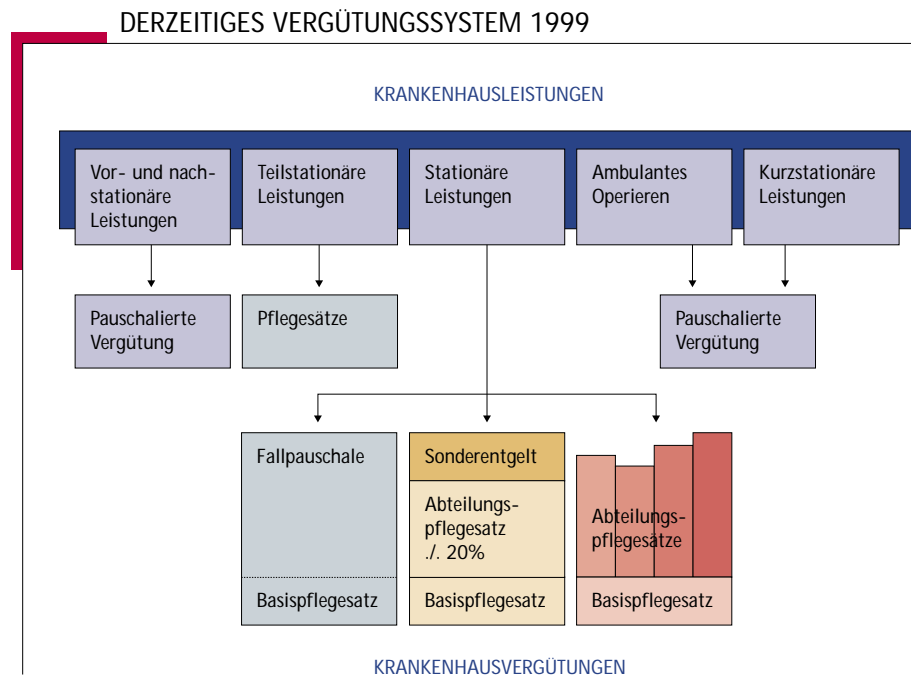 DERZEITIGES VERGÜTUNGSSYSTEM 1999
KRANKENHAUSLEISTUNGEN
Vor- und nach-
stationäre
Leistungen
Teilstationäre
Leistungen
Stationäre
Leistungen
Ambulantes
Operieren
Kurzstationäre
Leistungen
Pauschalierte
Vergütung
Pflegesätze
Pauschalierte
Vergütung
Fallpauschale
Basispflegesatz
Sonderentgelt
Abteilungs-
pflegesatz
./. 20%
Basispflegesatz
Abteilungs-
pflegesätze
Basispflegesatz
KRANKENHAUSVERGÜTUNGEN